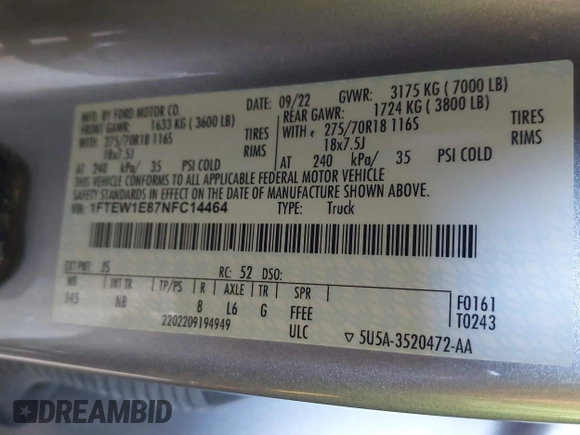 MFD. BY FORD MOTOR CO.
DATE: 09/22 GVWR: 3175 KG ( 7000 LB)
FRONT GAWR: 1633 KG ( 3600 LB)
REAR GAWR: 1724 KG ( 3800 LB)
WITH 275/70R18 116S TIRES
WITH e 275/70R18 116S TIRES
18x7.5J RIMS
18x7.5J RIMS
AT 240 kPa/ 35 PSI COLD
AT 240 kPa/ 35 PSI COLD
THIS VEHICLE CONFORMS TO ALL APPLICABLE FEDERAL MOTOR VEHICLE
SAFETY STANDARDS IN EFFECT ON THE DATE OF MANUFACTURE SHOWN ABOVE.
VIN: 1FTEW1E87NFC14464 TYPE: Truck
EXT PNT: JS RC: 52 DSO:
WB INT TR TP/PS R AXLE TR SPR
145 NB 8 L6 G FFEE
ULC
2202209194949
F0161
T0243
▽ 5U5A-3520472-AA
DREAMBID